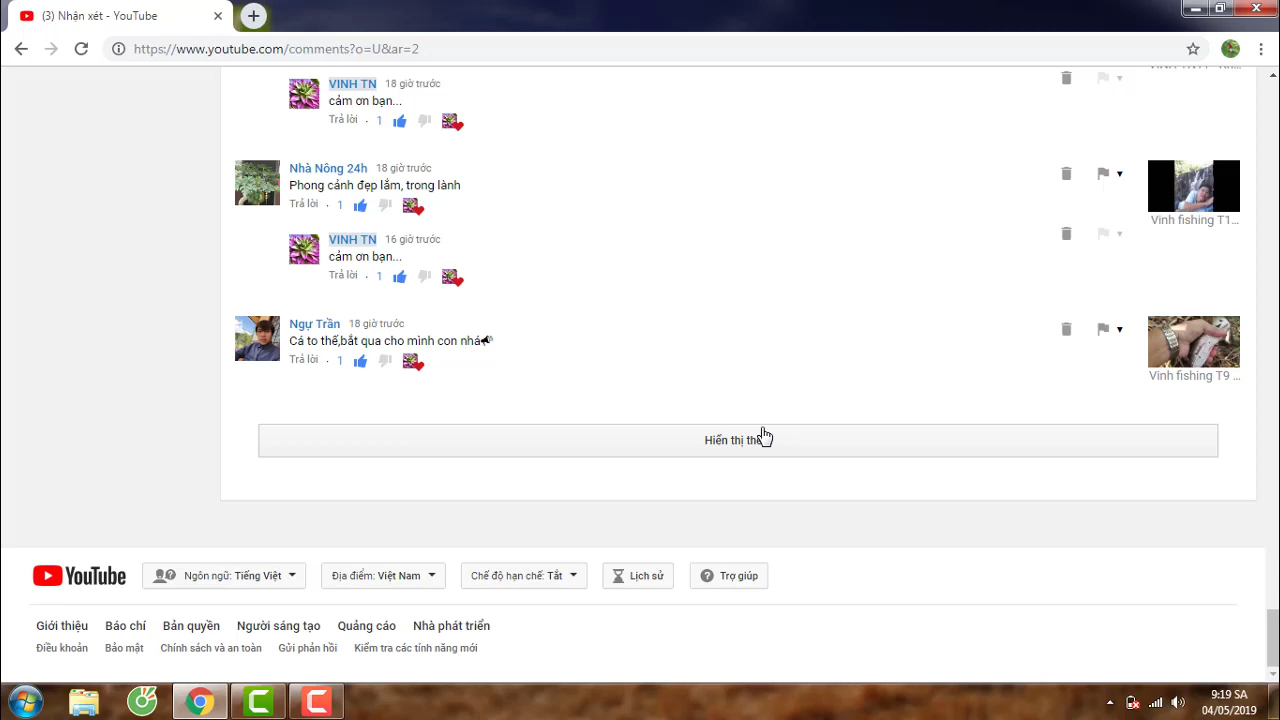 (3) Nhận xét - YouTube
https://www.youtube.com/comments?o=U&ar=2
VINH TN 18 giờ trước
cảm ơn bạn...
Trả lời · 1
Nhà Nông 24h 18 giờ trước
Phong cảnh đẹp lắm, trong lành
Trả lời · 1
Vinh fishing T1...
VINH TN 16 giờ trước
cảm ơn bạn...
Trả lời · 1
Ngự Trần 18 giờ trước
Cá to thế,bắt qua cho mình con nhá
Trả lời · 1
Vinh fishing T9 ...
Hiển thị
YouTube
Ngôn ngữ: Tiếng Việt
Địa điểm: Việt Nam
Chế độ hạn chế: Tắt
Lịch sử
Trợ giúp
Giới thiệu Báo chí Bản quyền Người sáng tạo Quảng cáo Nhà phát triển
Điều khoản Bảo mật Chính sách và an toàn Gửi phản hồi Kiểm tra các tính năng mới
9:19 SA
04/05/2019